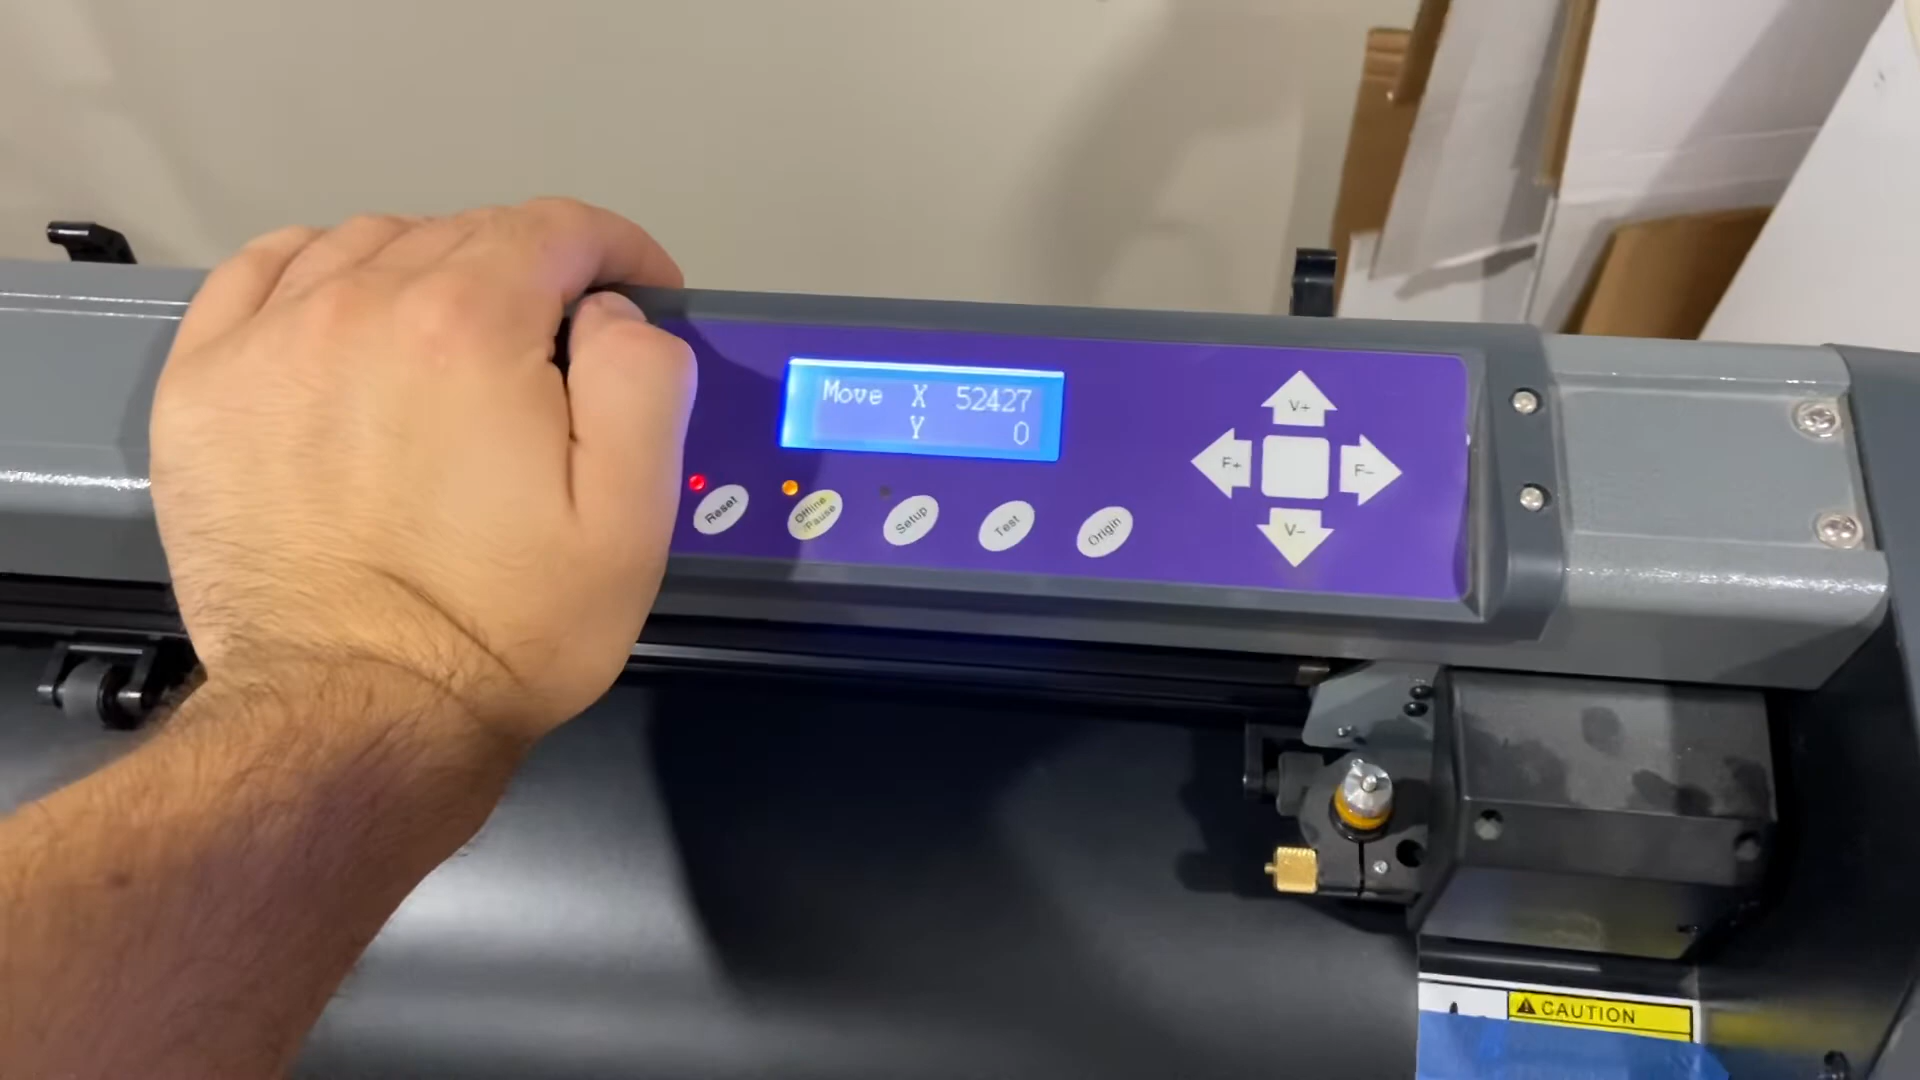 Move X 52427
Y 0
V+
F+
F-
V-
Reset
Offline
/Pause
Setup
Test
Origin
CAUTION